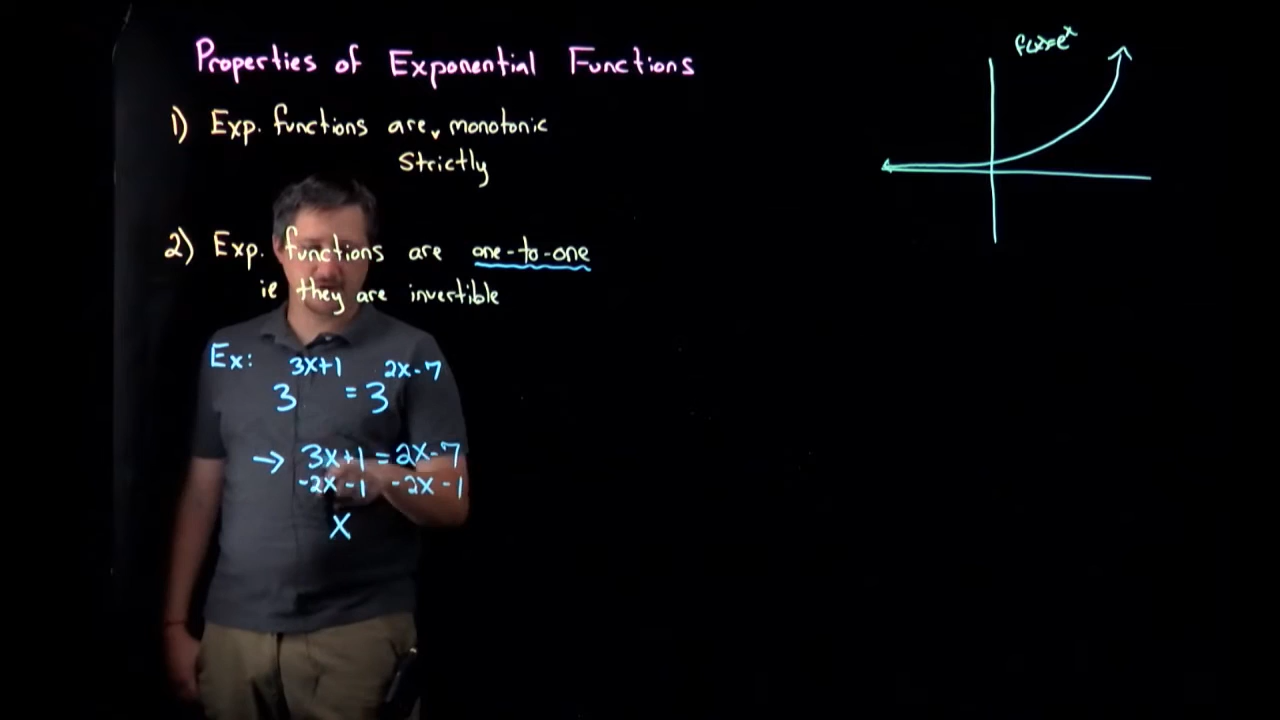 Properties of Exponential Functions
f(x)=e^x
1) Exp. functions are monotonic
Strictly
2) Exp. functions are one-to-one
ie they are invertible
Ex: 3^(3x+1) = 3^(2x-7)
→ 3x+1=2x-7
-2x-1 -2x-1
x